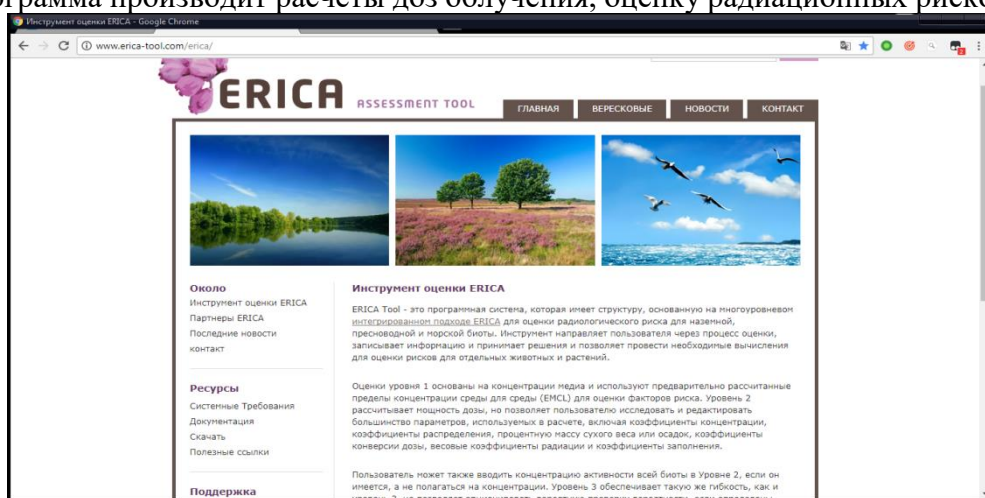 ограмма производит расчеты доз облучения, оценку радиационных риско
Инструмент оценки ERICA - Google Chrome
www.erica-tool.com/erica/
ERICA ASSESSMENT TOOL
ГЛАВНАЯ ВЕРЕСКОВЫЕ НОВОСТИ КОНТАКТ
Около
Инструмент оценки ERICA
Партнеры ERICA
Последние новости
контакт
Ресурсы
Системные Требования
Документация
Скачать
Полезные ссылки
Поддержка
Инструмент оценки ERICA
ERICA Tool - это программная система, которая имеет структуру, основанную на многоуровневом
интегрированном подходе ERICA для оценки радиологического риска для наземной,
пресноводной и морской биоты. Инструмент направляет пользователя через процесс оценки,
записывает информацию и принимает решения и позволяет провести необходимые вычисления
для оценки рисков для отдельных животных и растений.
Оценки уровня 1 основаны на концентрации медиа и используют предварительно рассчитанные
пределы концентрации среды для среды (EMCL) для оценки факторов риска. Уровень 2
рассчитывает мощность дозы, но позволяет пользователю исследовать и редактировать
большинство параметров, используемых в расчете, включая коэффициенты концентрации,
коэффициенты распределения, процентную массу сухого веса или осадок, коэффициенты
конверсии дозы, весовые коэффициенты радиации и коэффициенты заполнения.
Пользователь может также вводить концентрацию активности всей биоты в Уровне 2, если он
имеется, а не полагаться на концентрации. Уровень 3 обеспечивает такую же гибкость, как и